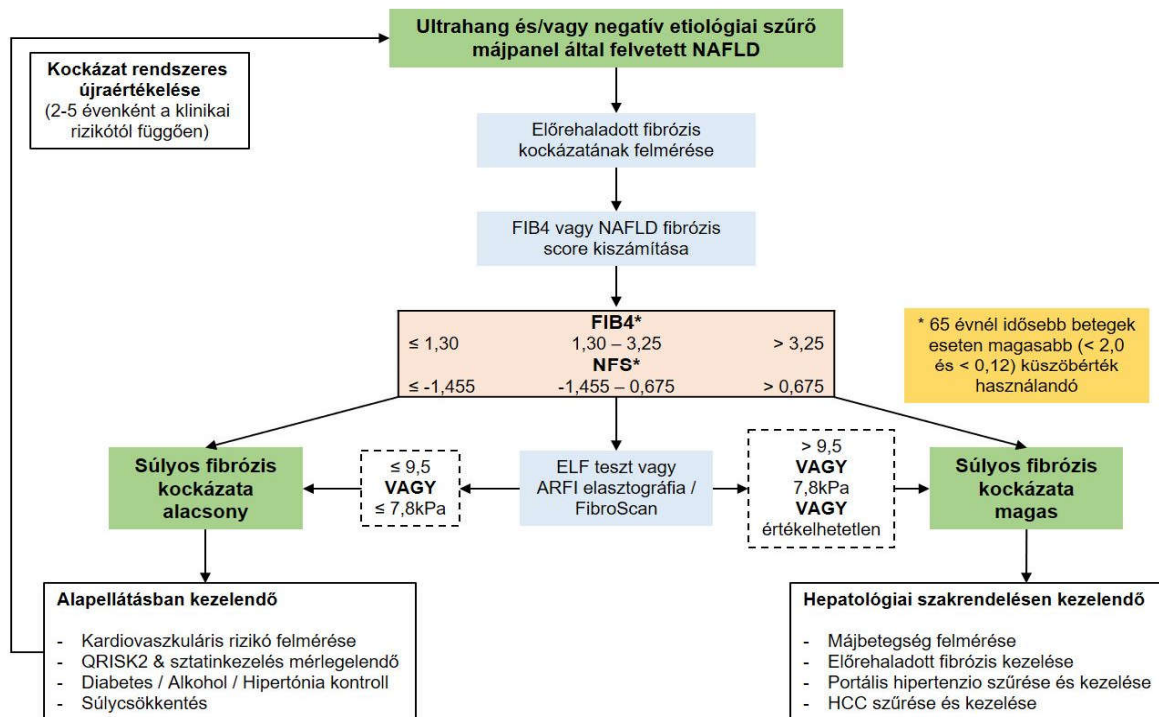 Ultrahang és/vagy negatív etiológiai szűrő
májpanel által felvetett NAFLD
Kockázat rendszeres
újraértékelése
(2-5 évenként a klinikai
rizikótól függően)
Előrehaladott fibrózis
kockázatának felmérése
FIB4 vagy NAFLD fibrózis
score kiszámítása
FIB4*
≤ 1,30 1,30 – 3,25 > 3,25
NFS*
≤ -1,455 -1,455 – 0,675 > 0,675
* 65 évnél idősebb betegek
eseten magasabb (< 2,0
és < 0,12) küszöbérték
használandó
Súlyos fibrózis
kockázata
alacsony
≤ 9,5
VAGY
≤ 7,8kPa
ELF teszt vagy
ARFI elasztográfia /
FibroScan
> 9,5
VAGY
7,8kPa
VAGY
értékelhetetlen
Súlyos fibrózis
kockázata
magas
Alapellátásban kezelendő
- Kardiovaszkuláris rizikó felmérése
- QRISK2 & sztatinkezelés mérlegelendő
- Diabetes / Alkohol / Hipertónia kontroll
- Súlycsökkentés
Hepatológiai szakrendelésen kezelendő
- Májbetegség felmérése
- Előrehaladott fibrózis kezelése
- Portális hipertenzio szűrése és kezelése
- HCC szűrése és kezelése